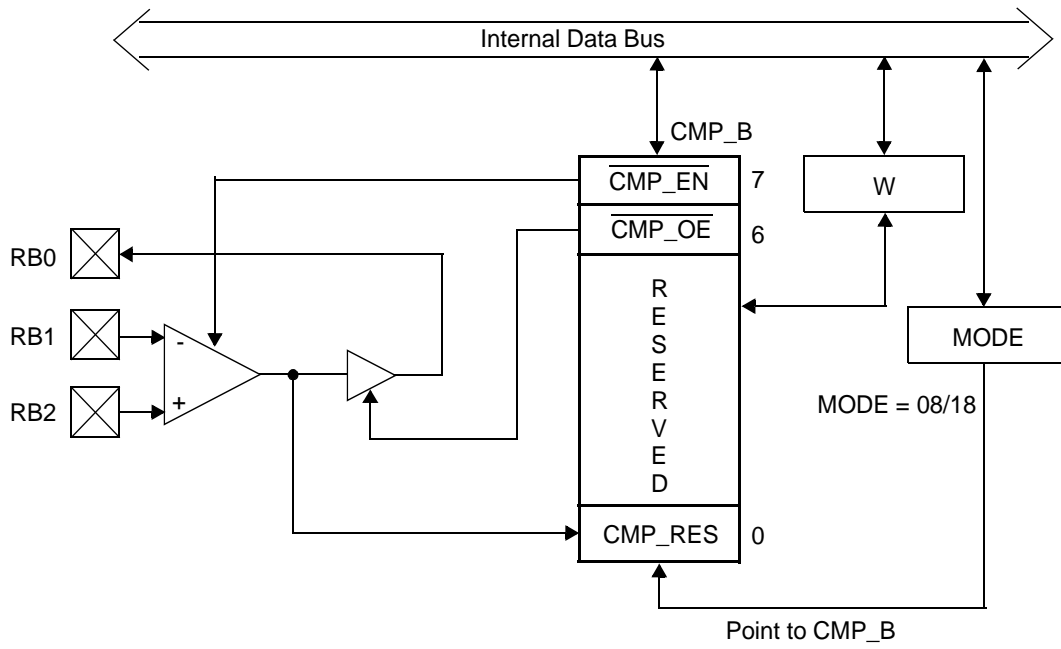 Internal Data Bus
CMP_B
CMP_EN
7
W
CMP_OE
6
RB0
R
E
S
E
R
V
E
D
RB1
-
MODE
RB2
+
MODE = 08/18
CMP_RES
0
Point to CMP_B